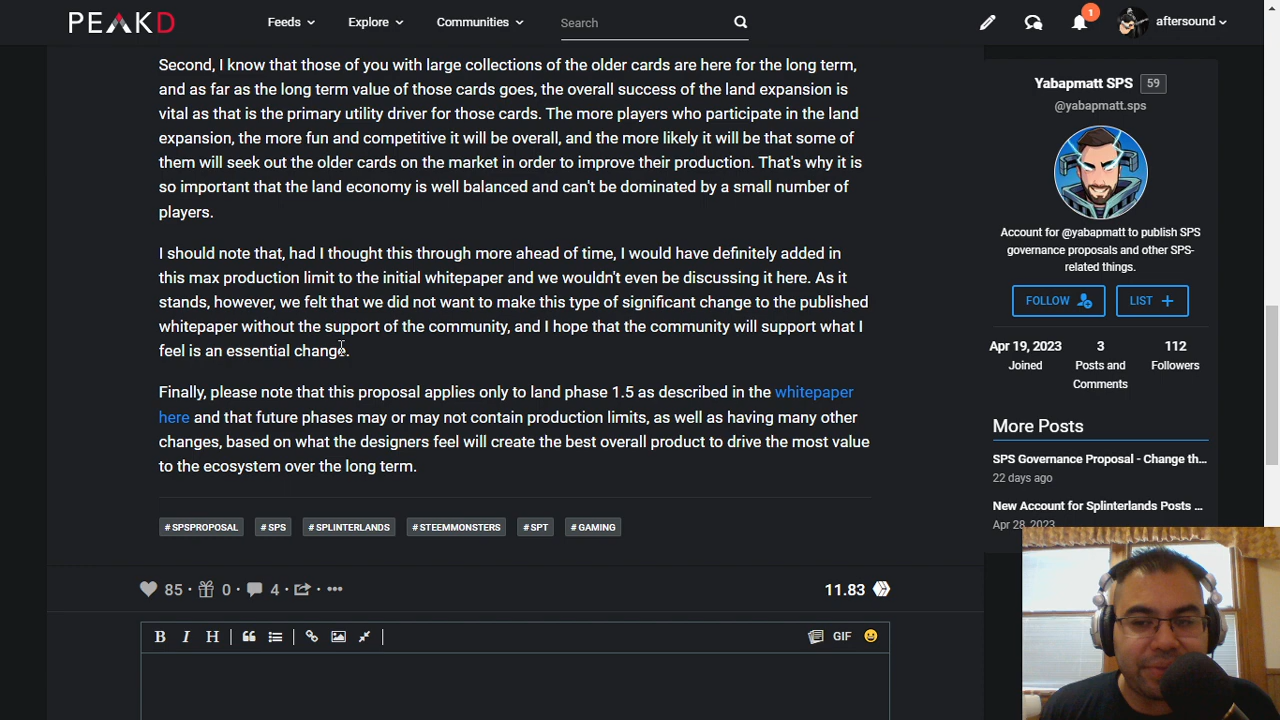 PEAKD
Feeds
Explore
Communities
Search
1
aftersound
Second, I know that those of you with large collections of the older cards are here for the long term,
and as far as the long term value of those cards goes, the overall success of the land expansion is
vital as that is the primary utility driver for those cards. The more players who participate in the land
expansion, the more fun and competitive it will be overall, and the more likely it will be that some of
them will seek out the older cards on the market in order to improve their production. That's why it is
so important that the land economy is well balanced and can't be dominated by a small number of
players.
I should note that, had I thought this through more ahead of time, I would have definitely added in
this max production limit to the initial whitepaper and we wouldn't even be discussing it here. As it
stands, however, we felt that we did not want to make this type of significant change to the published
whitepaper without the support of the community, and I hope that the community will support what I
feel is an essential change.
Finally, please note that this proposal applies only to land phase 1.5 as described in the whitepaper
here and that future phases may or may not contain production limits, as well as having many other
changes, based on what the designers feel will create the best overall product to drive the most value
to the ecosystem over the long term.
# SPSPROPOSAL
# SPS
# SPLINTERLANDS
# STEEMMONSTERS
# SPT
# GAMING
85 · 0 · 4 · ·
11.83
B I H
GIF
Yabapmatt SPS 59
@yabapmatt.sps
Account for @yabapmatt to publish SPS
governance proposals and other SPS-
related things.
FOLLOW
LIST
Apr 19, 2023
Joined
3
Posts and
Comments
112
Followers
More Posts
SPS Governance Proposal - Change th...
22 days ago
New Account for Splinterlands Posts ...
Apr 28, 2023